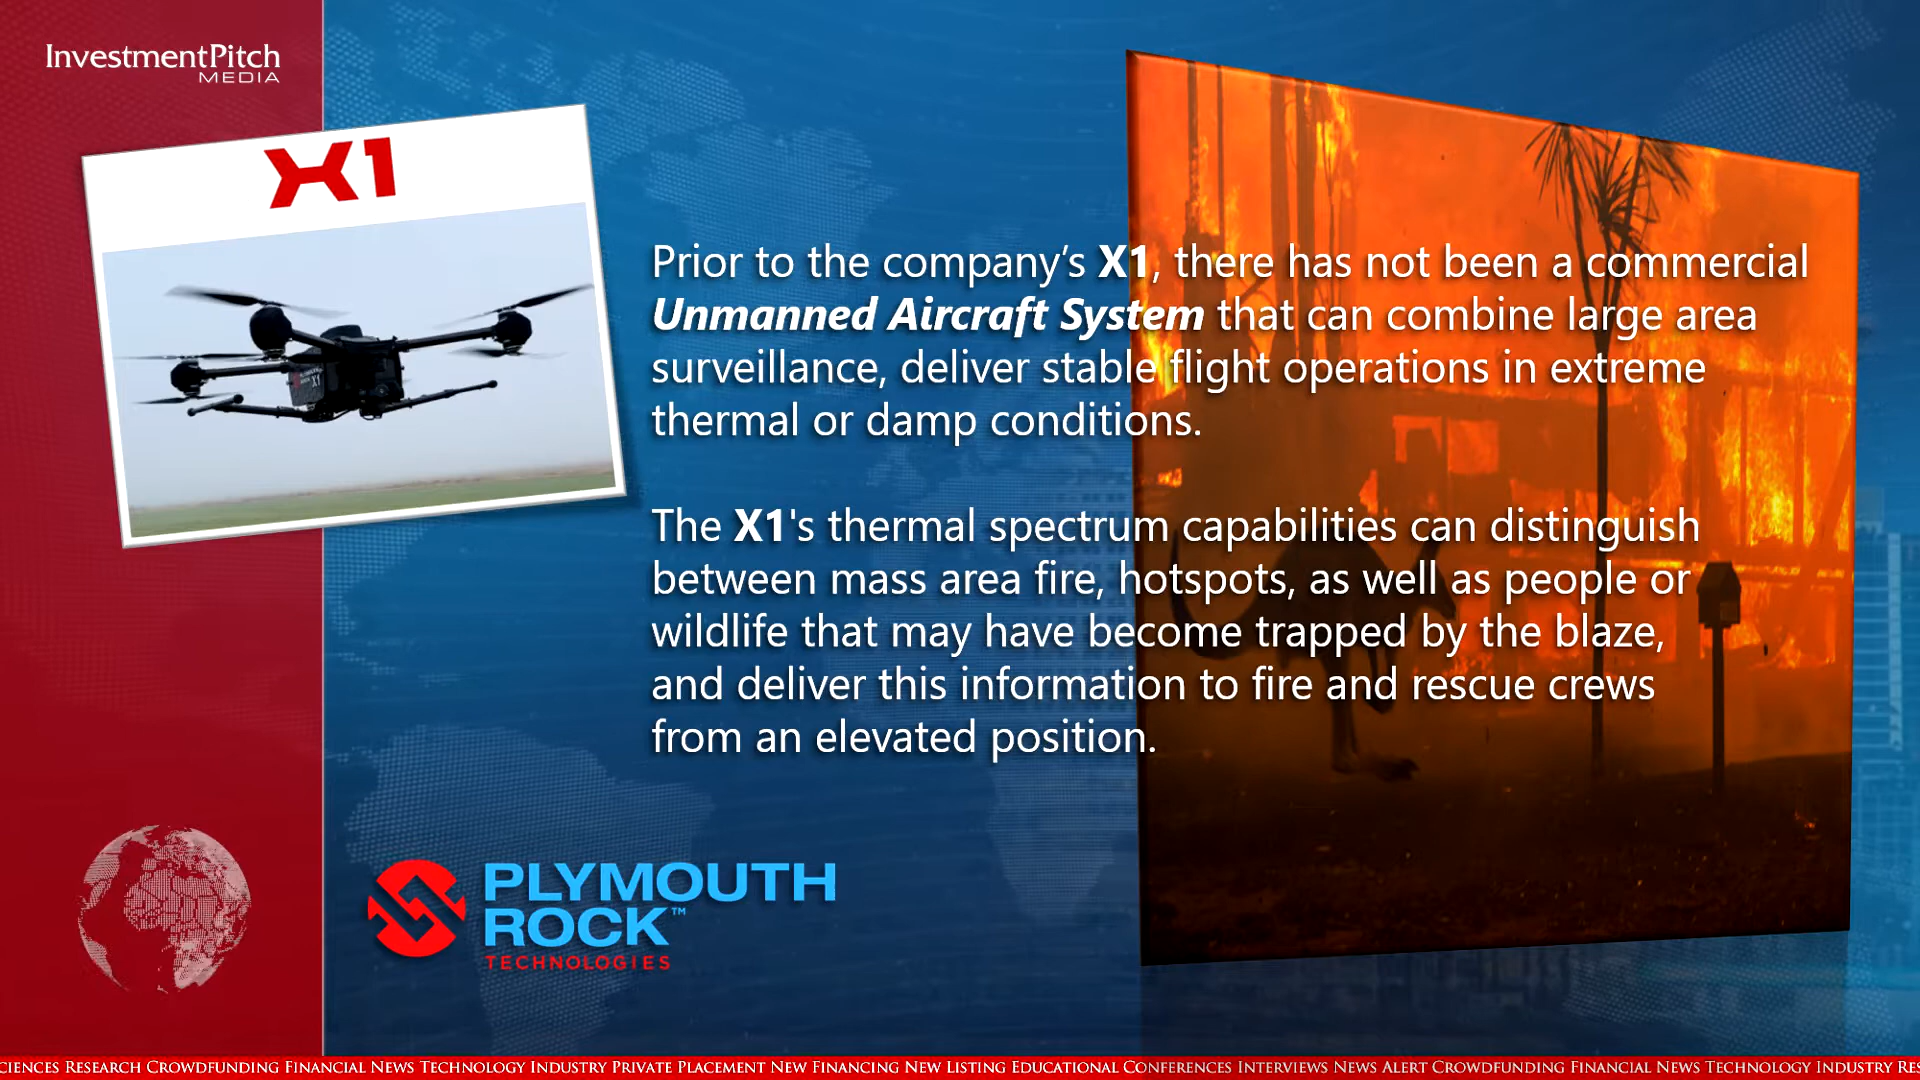 InvestmentPitch
MEDIA
X1
X1
Prior to the company's X1, there has not been a commercial
Unmanned Aircraft System that can combine large area
surveillance, deliver stable flight operations in extreme
thermal or damp conditions.
The X1's thermal spectrum capabilities can distinguish
between mass area fire, hotspots, as well as people or
wildlife that may have become trapped by the blaze,
and deliver this information to fire and rescue crews
from an elevated position.
PLYMOUTH
ROCK™
TECHNOLOGIES
CIENCES RESEARCH CROWDFUNDING FINANCIAL NEWS TECHNOLOGY INDUSTRY PRIVATE PLACEMENT NEW FINANCING NEW LISTING EDUCATIONAL CONFERENCES INTERVIEWS NEWS ALERT CROWDFUNDING FINANCIAL NEWS TECHNOLOGY INDUSTRY RES